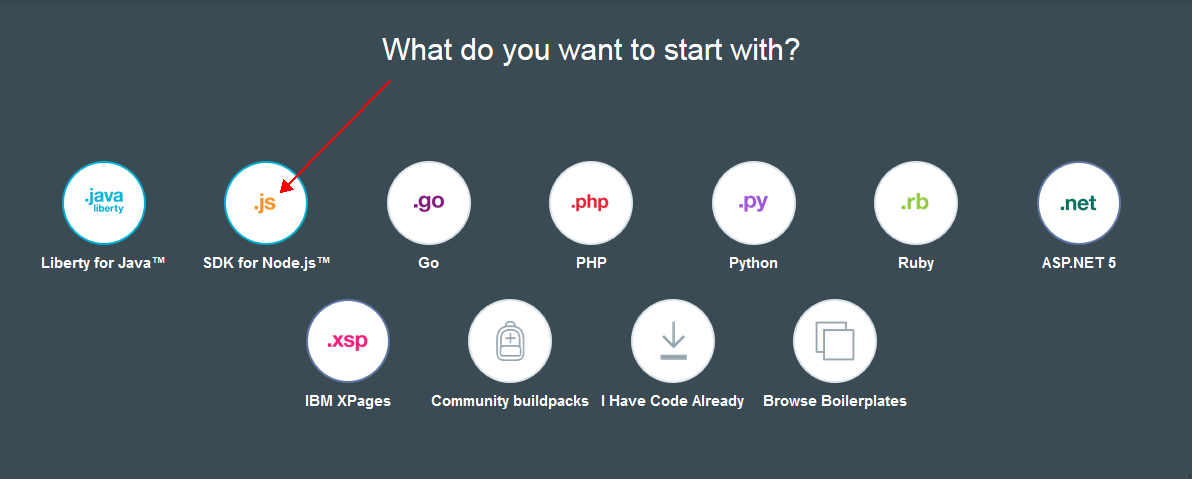 What do you want to start with?
.java
liberty
.js
.go
.php
.py
.rb
.net
Liberty for Java™
SDK for Node.js™
Go
PHP
Python
Ruby
ASP.NET 5
.xsp
IBM XPages
Community buildpacks
I Have Code Already
Browse Boilerplates